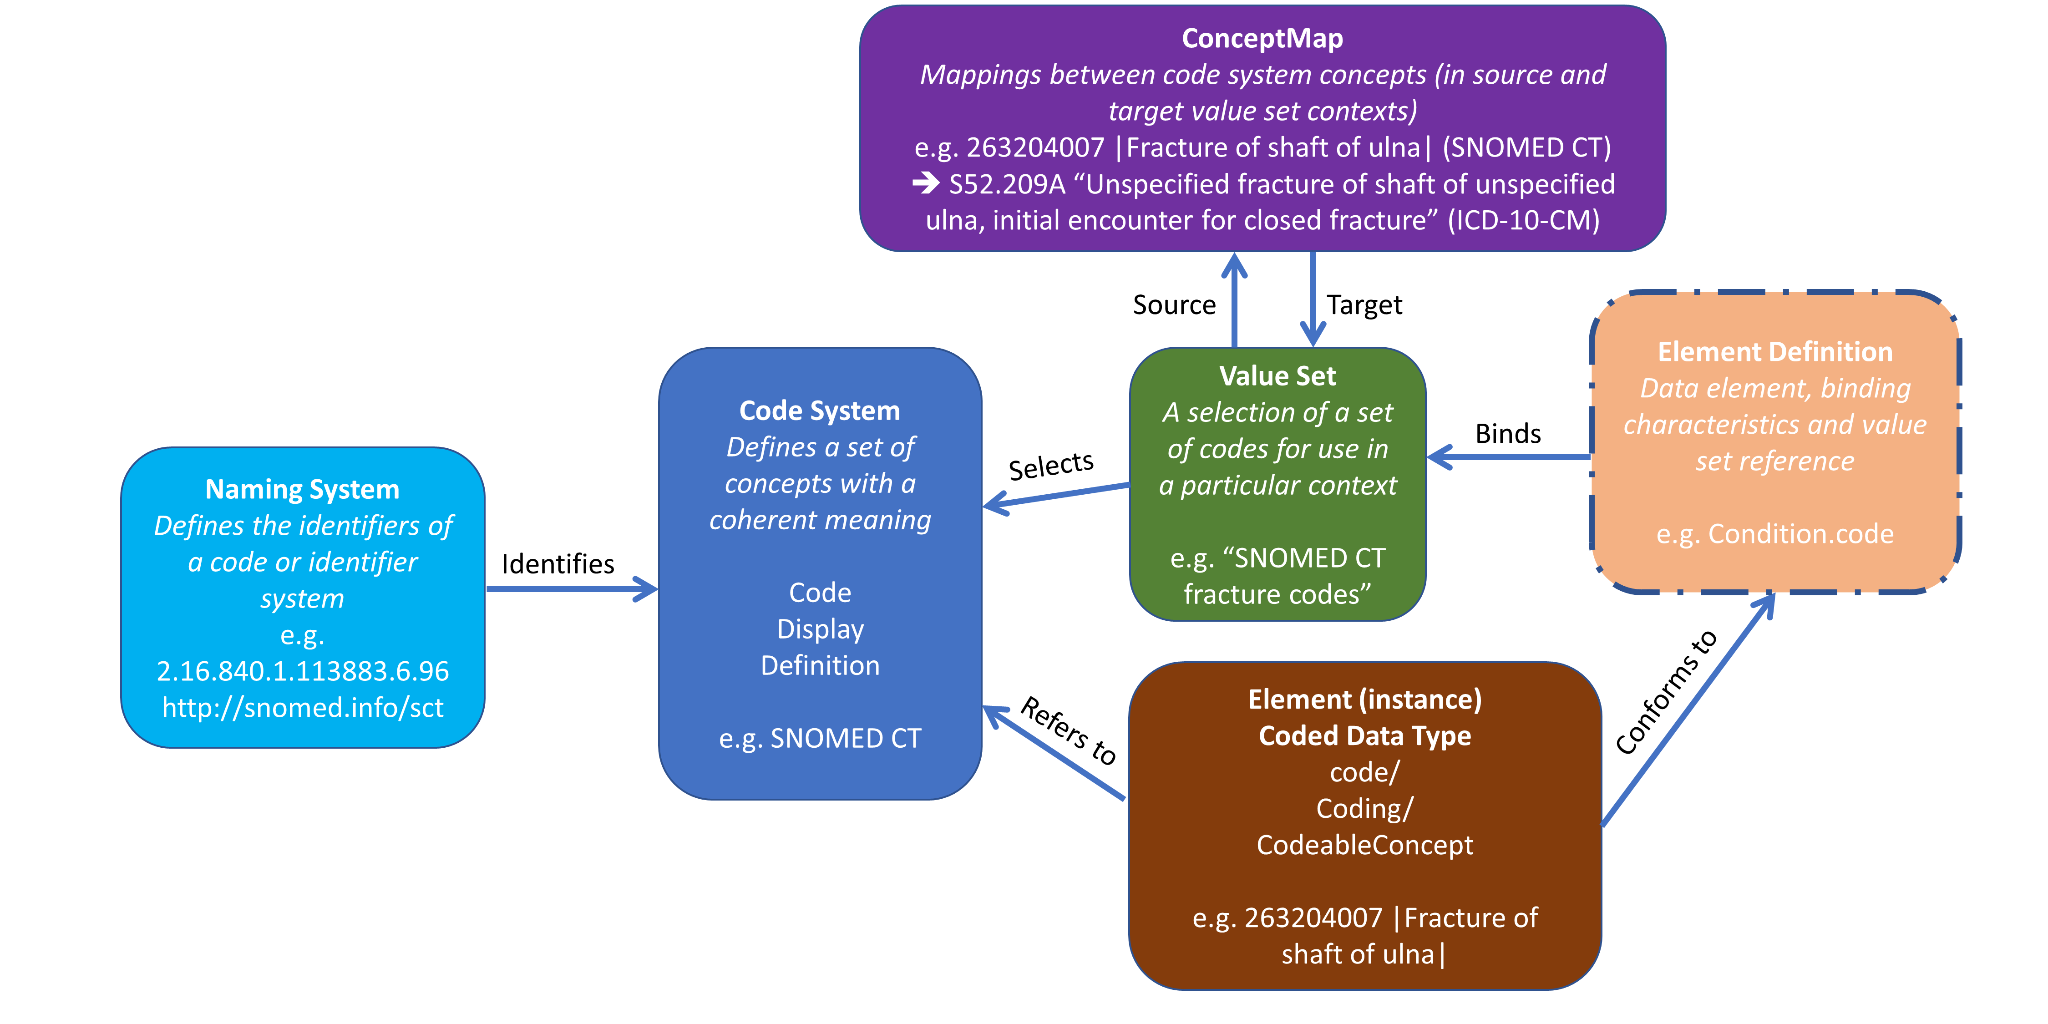 ConceptMap
Mappings between code system concepts (in source and
target value set contexts)
e.g. 263204007 |Fracture of shaft of ulna| (SNOMED CT)
🡺 S52.209A “Unspecified fracture of shaft of unspecified
ulna, initial encounter for closed fracture” (ICD-10-CM)
Source
Target
Naming System
Defines the identifiers of
a code or identifier
system
e.g.
2.16.840.1.113883.6.96
http://snomed.info/sct
Identifies
Code System
Defines a set of
concepts with a
coherent meaning
Code
Display
Definition
e.g. SNOMED CT
Selects
Value Set
A selection of a set
of codes for use in
a particular context
e.g. “SNOMED CT
fracture codes”
Binds
Element Definition
Data element, binding
characteristics and value
set reference
e.g. Condition.code
Refers to
Element (instance)
Coded Data Type
code/
Coding/
CodeableConcept
e.g. 263204007 |Fracture of
shaft of ulna|
Conforms to